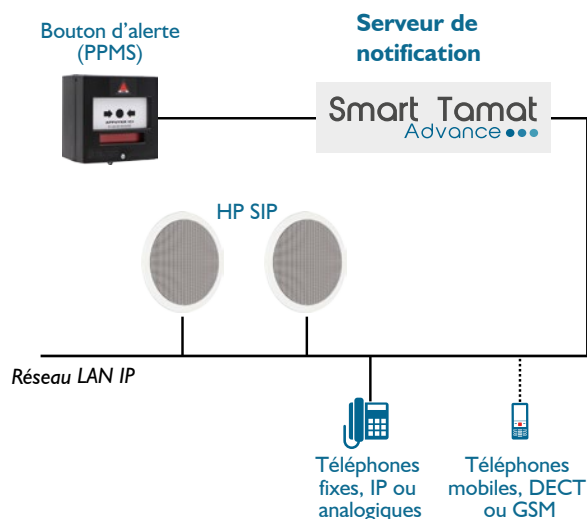 Bouton d'alerte
(PPMS)
Serveur de
notification
Smart Tamat
Advance
HP SIP
Réseau LAN IP
Téléphones
fixes, IP ou
analogiques
Téléphones
mobiles, DECT
ou GSM